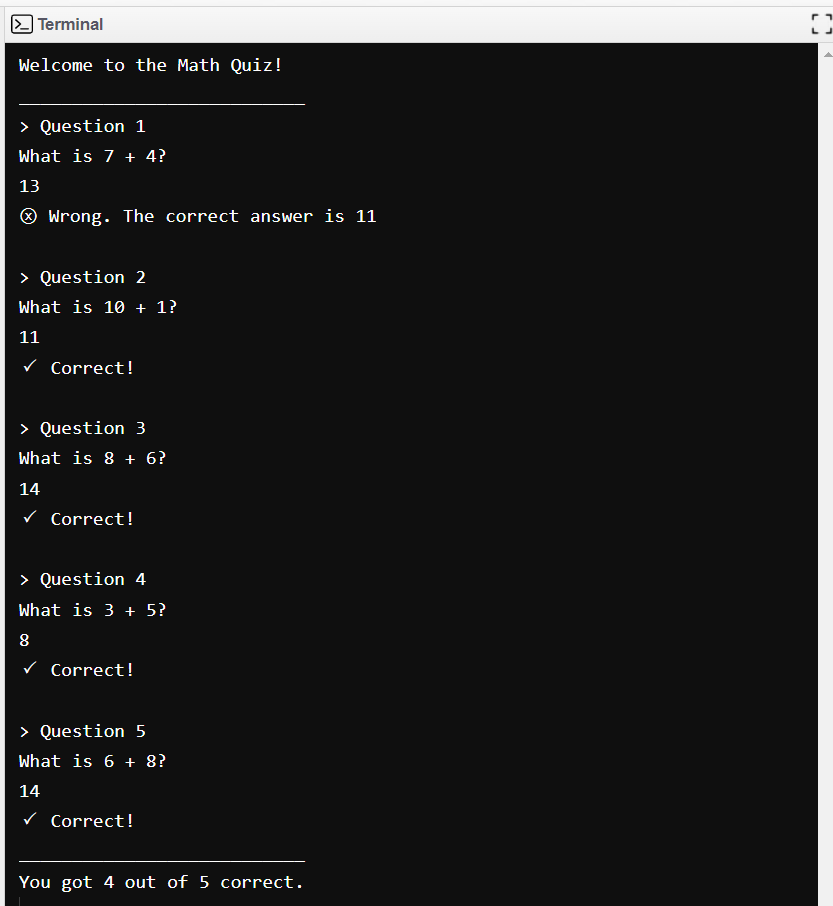 Terminal
Welcome to the Math Quiz!
___________________________
> Question 1
What is 7 + 4?
13
ⓧ Wrong. The correct answer is 11
> Question 2
What is 10 + 1?
11
✓ Correct!
> Question 3
What is 8 + 6?
14
✓ Correct!
> Question 4
What is 3 + 5?
8
✓ Correct!
> Question 5
What is 6 + 8?
14
✓ Correct!
___________________________
You got 4 out of 5 correct.